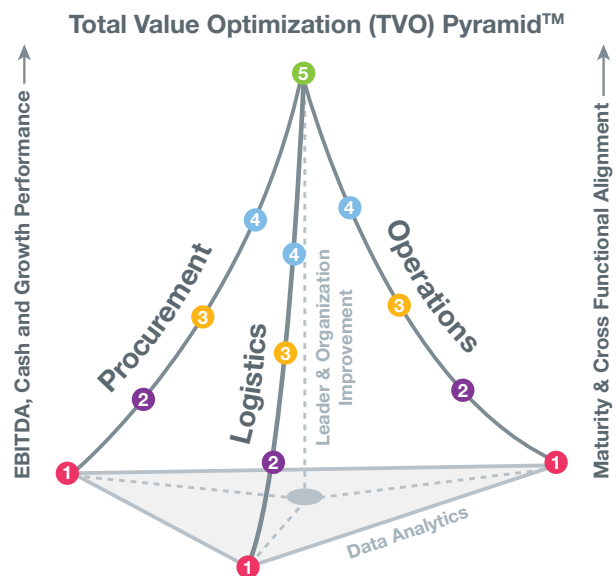 Total Value Optimization (TVO) Pyramid™
EBITDA, Cash and Growth Performance
Maturity & Cross Functional Alignment
5
4
4
4
Procurement
Logistics
Operations
Leader & Organization
Improvement
3
3
3
2
2
2
1
1
1
Data Analytics